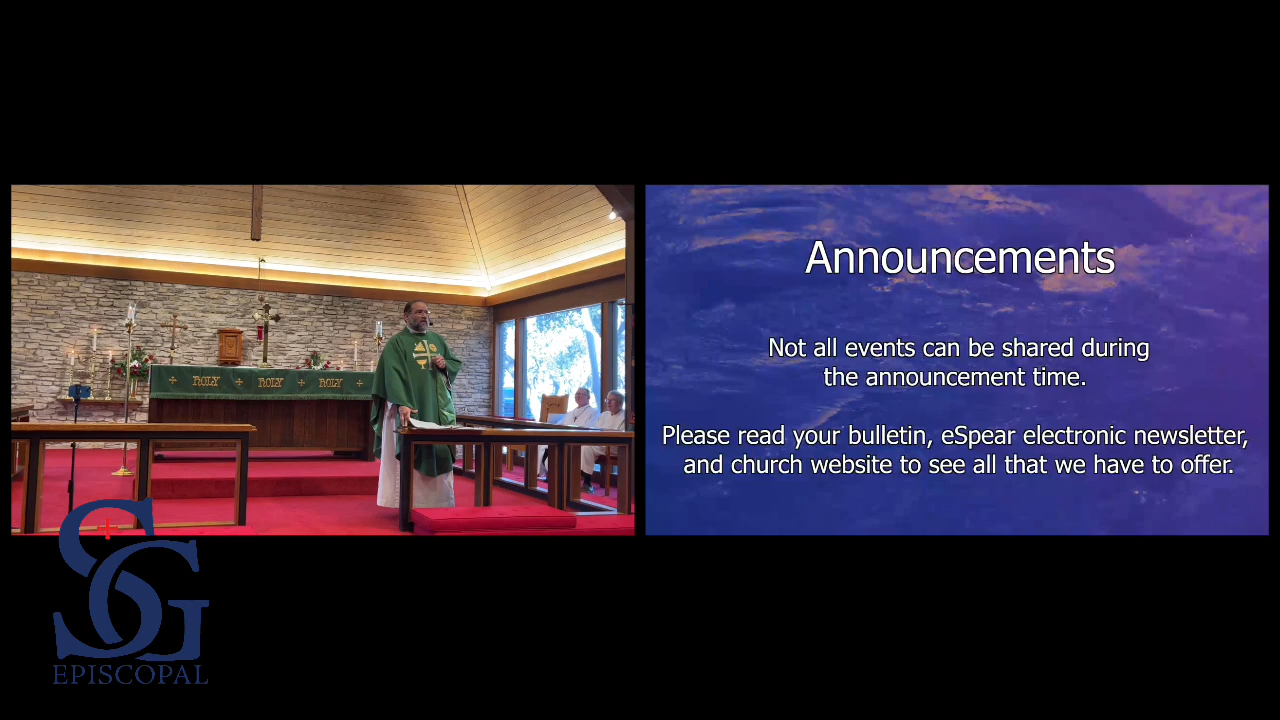 HOLY HOLY HOLY
Announcements
Not all events can be shared during
the announcement time.
Please read your bulletin, eSpear electronic newsletter,
and church website to see all that we have to offer.
SG
EPISCOPAL